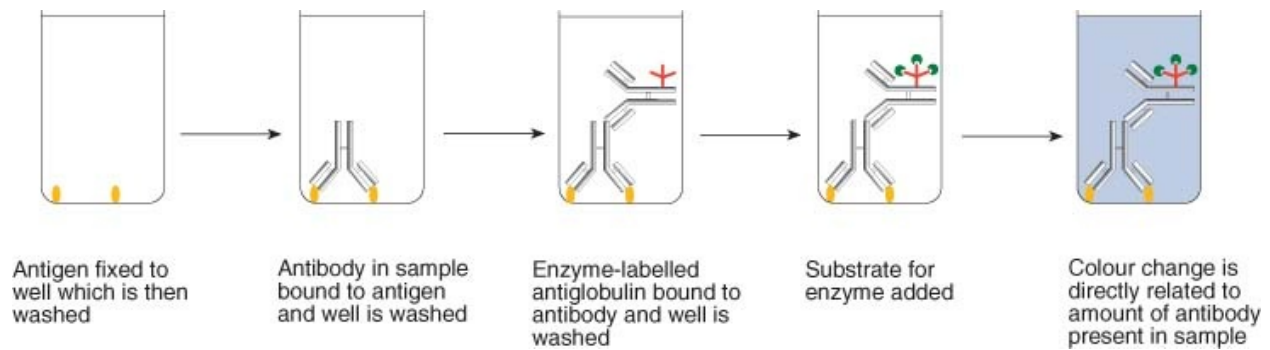 Antigen fixed to
well which is then
washed
Antibody in sample
bound to antigen
and well is washed
Enzyme-labelled
antiglobulin bound to
antibody and well is
washed
Substrate for
enzyme added
Colour change is
directly related to
amount of antibody
present in sample